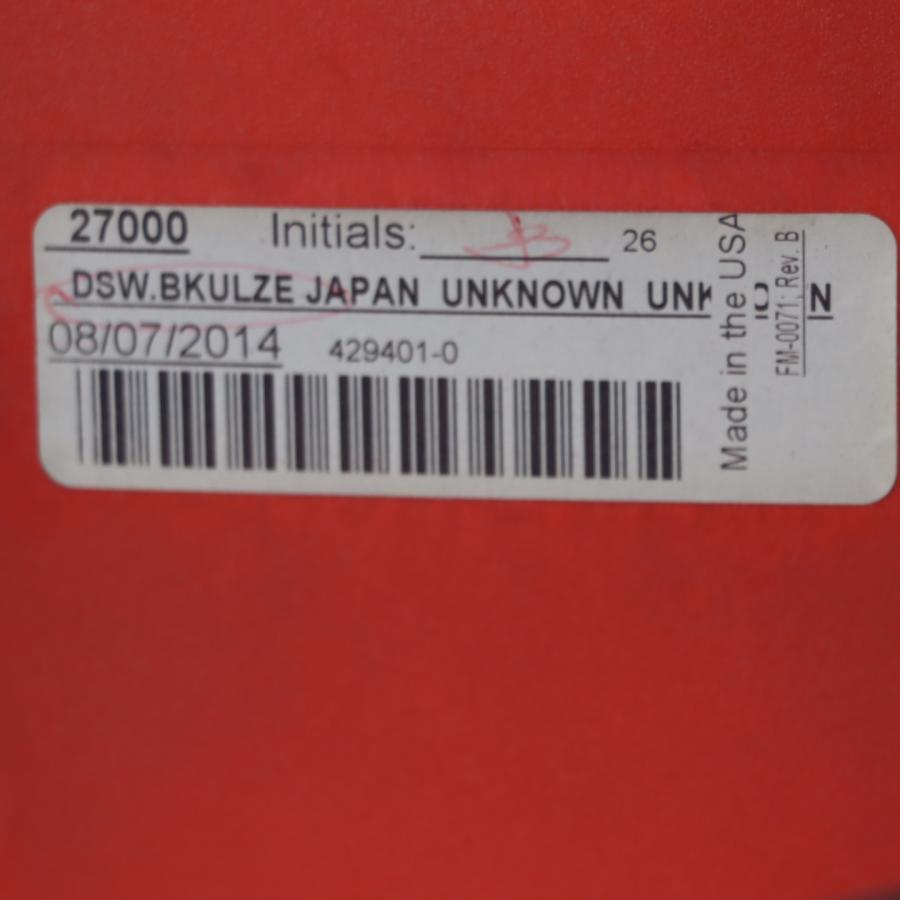 27000 Initials: 26
DSW.BKULZE JAPAN UNKNOWN UNK
08/07/2014 429401-0
Made in the USA
FM-0071; Rev. B